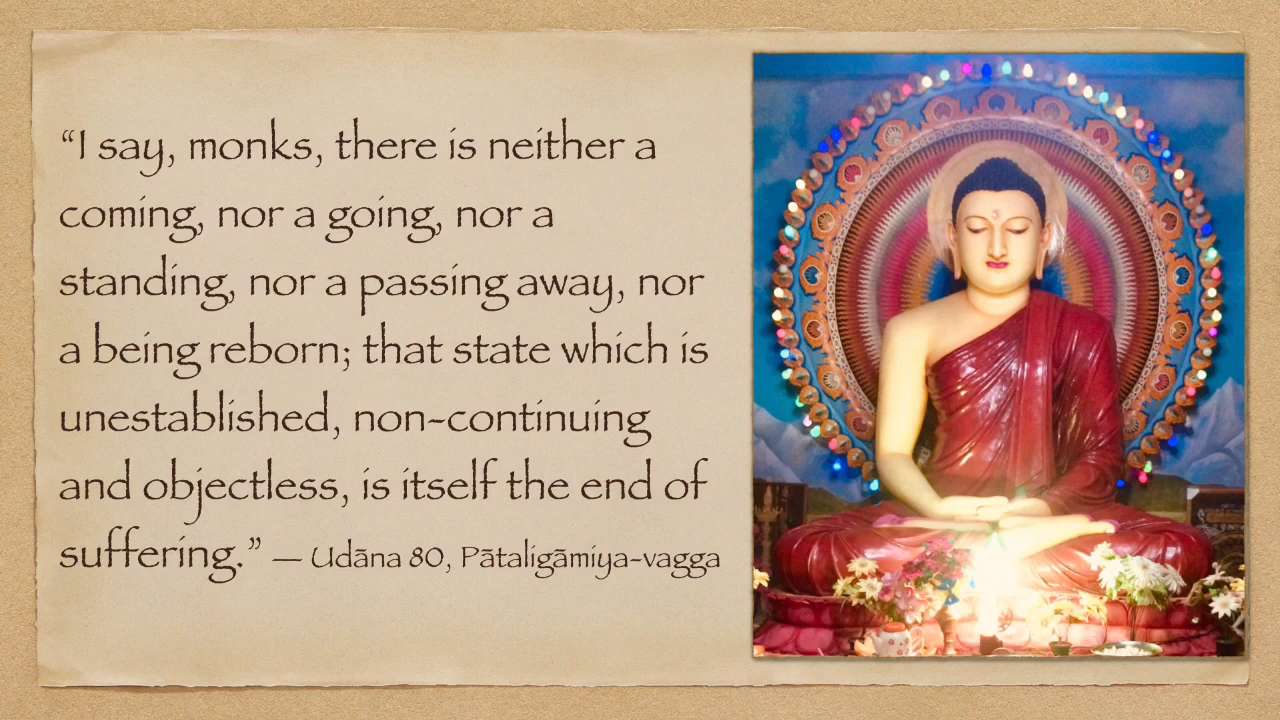 “I say, monks, there is neither a
coming, nor a going, nor a
standing, nor a passing away, nor
a being reborn; that state which is
unestablished, non-continuing
and objectless, is itself the end of
suffering.” — Udāna 80, Pātaligāmiya-vagga